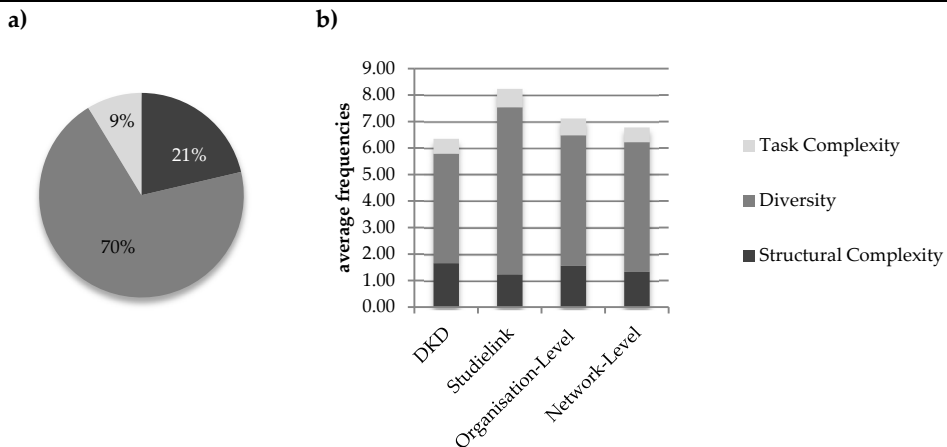 a)
9%
21%
70%
b)
average frequencies
9.00
8.00
7.00
6.00
5.00
4.00
3.00
2.00
1.00
0.00
DKD
Studielink
Organisation-Level
Network-Level
Task Complexity
Diversity
Structural Complexity